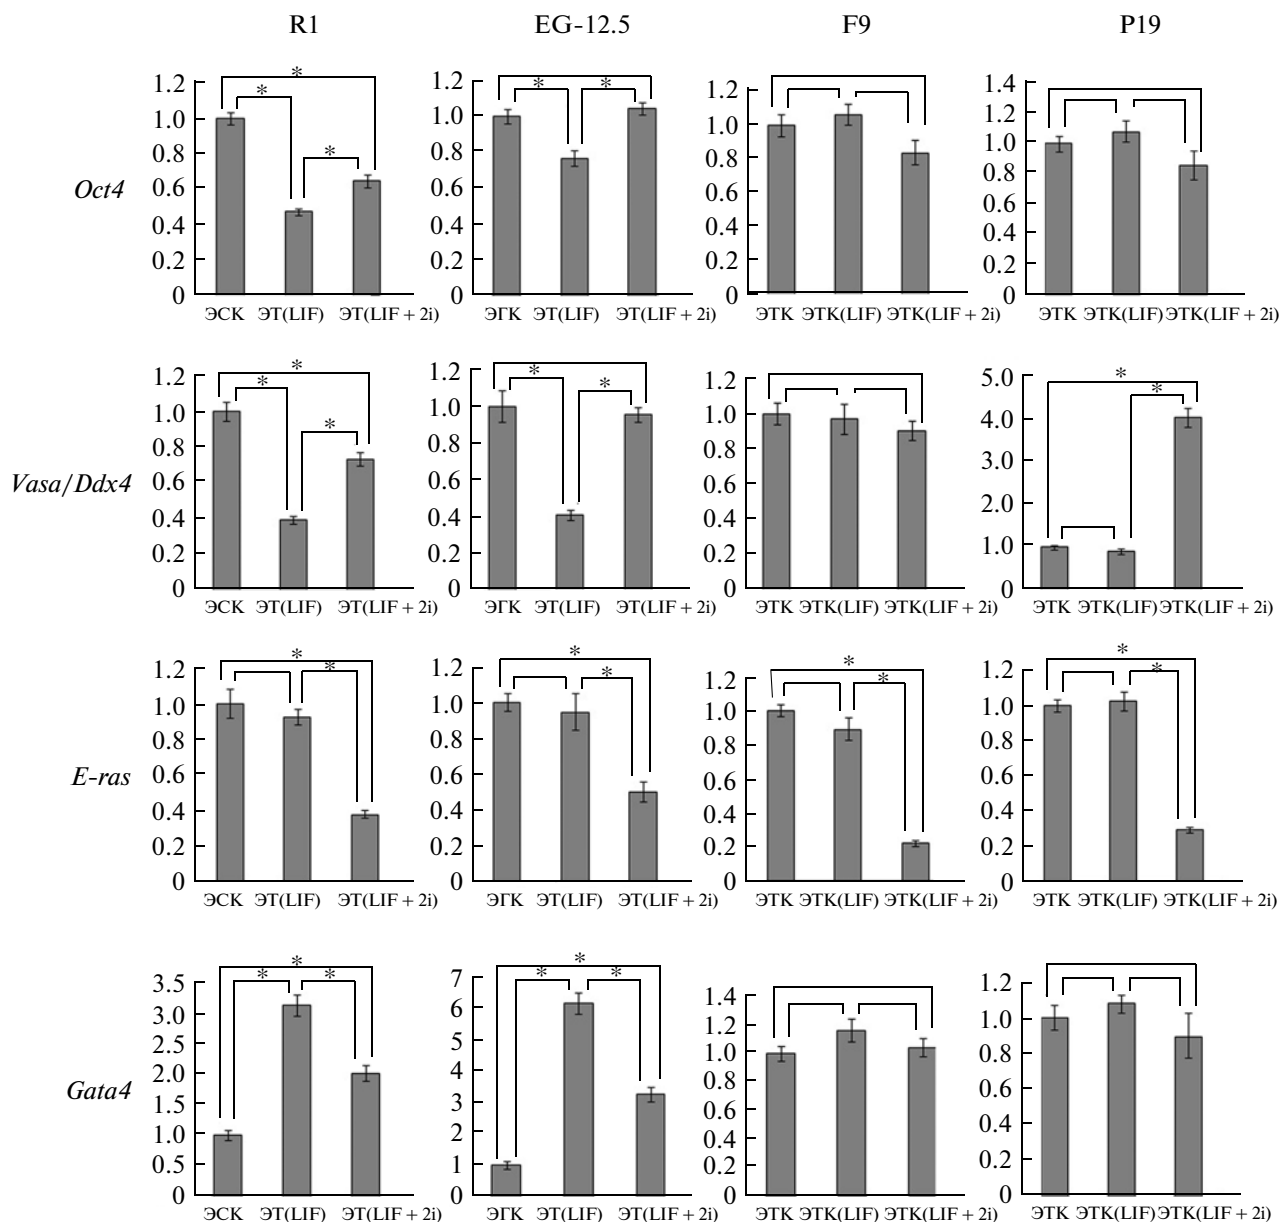 R1 EG-12.5 F9 P19
Oct4
* * *
1.2 1.0 0.8 0.6 0.4 0.2 0
ЭСК ЭТ(LIF) ЭТ(LIF + 2i)
* *
1.2 1.0 0.8 0.6 0.4 0.2 0
ЭГК ЭТ(LIF) ЭТ(LIF + 2i)
1.2 1.0 0.8 0.6 0.4 0.2 0
ЭТК ЭТК(LIF) ЭТК(LIF + 2i)
1.4 1.2 1.0 0.8 0.6 0.4 0.2 0
ЭТК ЭТК(LIF) ЭТК(LIF + 2i)
Vasa/Ddx4
* * *
1.2 1.0 0.8 0.6 0.4 0.2 0
ЭСК ЭТ(LIF) ЭТ(LIF + 2i)
* *
1.2 1.0 0.8 0.6 0.4 0.2 0
ЭГК ЭТ(LIF) ЭТ(LIF + 2i)
1.2 1.0 0.8 0.6 0.4 0.2 0
ЭТК ЭТК(LIF) ЭТК(LIF + 2i)
* *
5.0 4.0 3.0 2.0 1.0 0
ЭТК ЭТК(LIF) ЭТК(LIF + 2i)
E-ras
* *
1.2 1.0 0.8 0.6 0.4 0.2 0
ЭСК ЭТ(LIF) ЭТ(LIF + 2i)
* *
1.2 1.0 0.8 0.6 0.4 0.2 0
ЭГК ЭТ(LIF) ЭТ(LIF + 2i)
* *
1.2 1.0 0.8 0.6 0.4 0.2 0
ЭТК ЭТК(LIF) ЭТК(LIF + 2i)
* *
1.2 1.0 0.8 0.6 0.4 0.2 0
ЭТК ЭТК(LIF) ЭТК(LIF + 2i)
Gata4
* * *
3.5 3.0 2.5 2.0 1.5 1.0 0.5 0
ЭСК ЭТ(LIF) ЭТ(LIF + 2i)
* * *
7 6 5 4 3 2 1 0
ЭГК ЭТ(LIF) ЭТ(LIF + 2i)
1.4 1.2 1.0 0.8 0.6 0.4 0.2 0
ЭТК ЭТК(LIF) ЭТК(LIF + 2i)
1.2 1.0 0.8 0.6 0.4 0.2 0
ЭТК ЭТК(LIF) ЭТК(LIF + 2i)